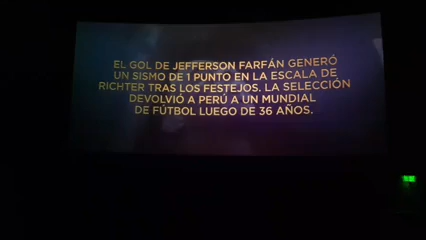 EL GOL DE JEFFERSON FARFÁN GENERÓ
UN SISMO DE 1 PUNTO EN LA ESCALA DE
RICHTER TRAS LOS FESTEJOS. LA SELECCIÓN
DEVOLVIÓ A PERÚ A UN MUNDIAL
DE FÚTBOL LUEGO DE 36 AÑOS.